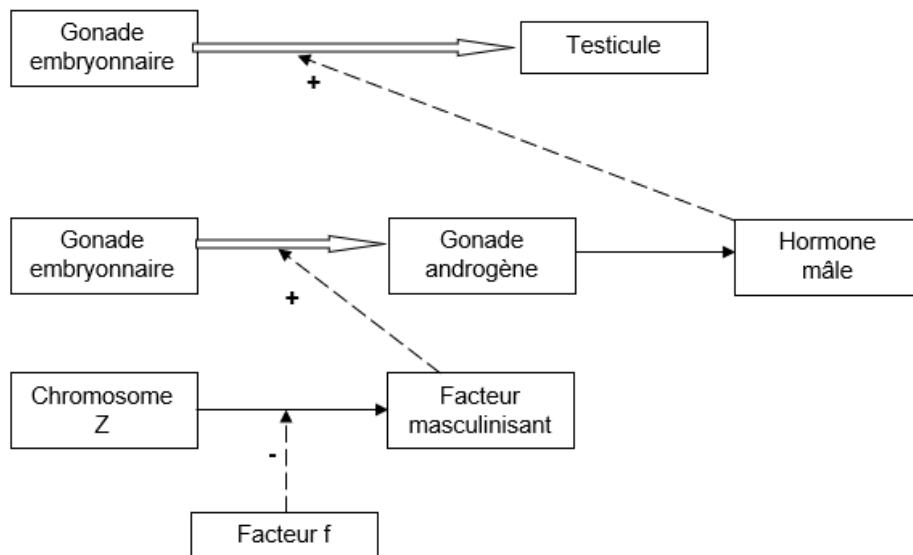 Gonade
embryonnaire
Testicule
+
Gonade
embryonnaire
Gonade
androgène
Hormone
mâle
+
Chromosome
Z
Facteur
masculinisant
-
Facteur f